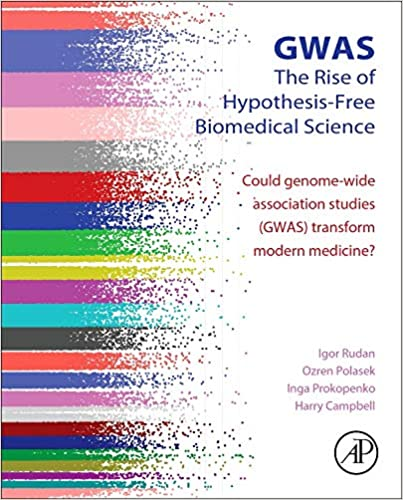 GWAS
The Rise of
Hypothesis-Free
Biomedical Science
Could genome-wide
association studies
(GWAS) transform
modern medicine?
Igor Rudan
Ozren Polasek
Inga Prokopenko
Harry Campbell
AP